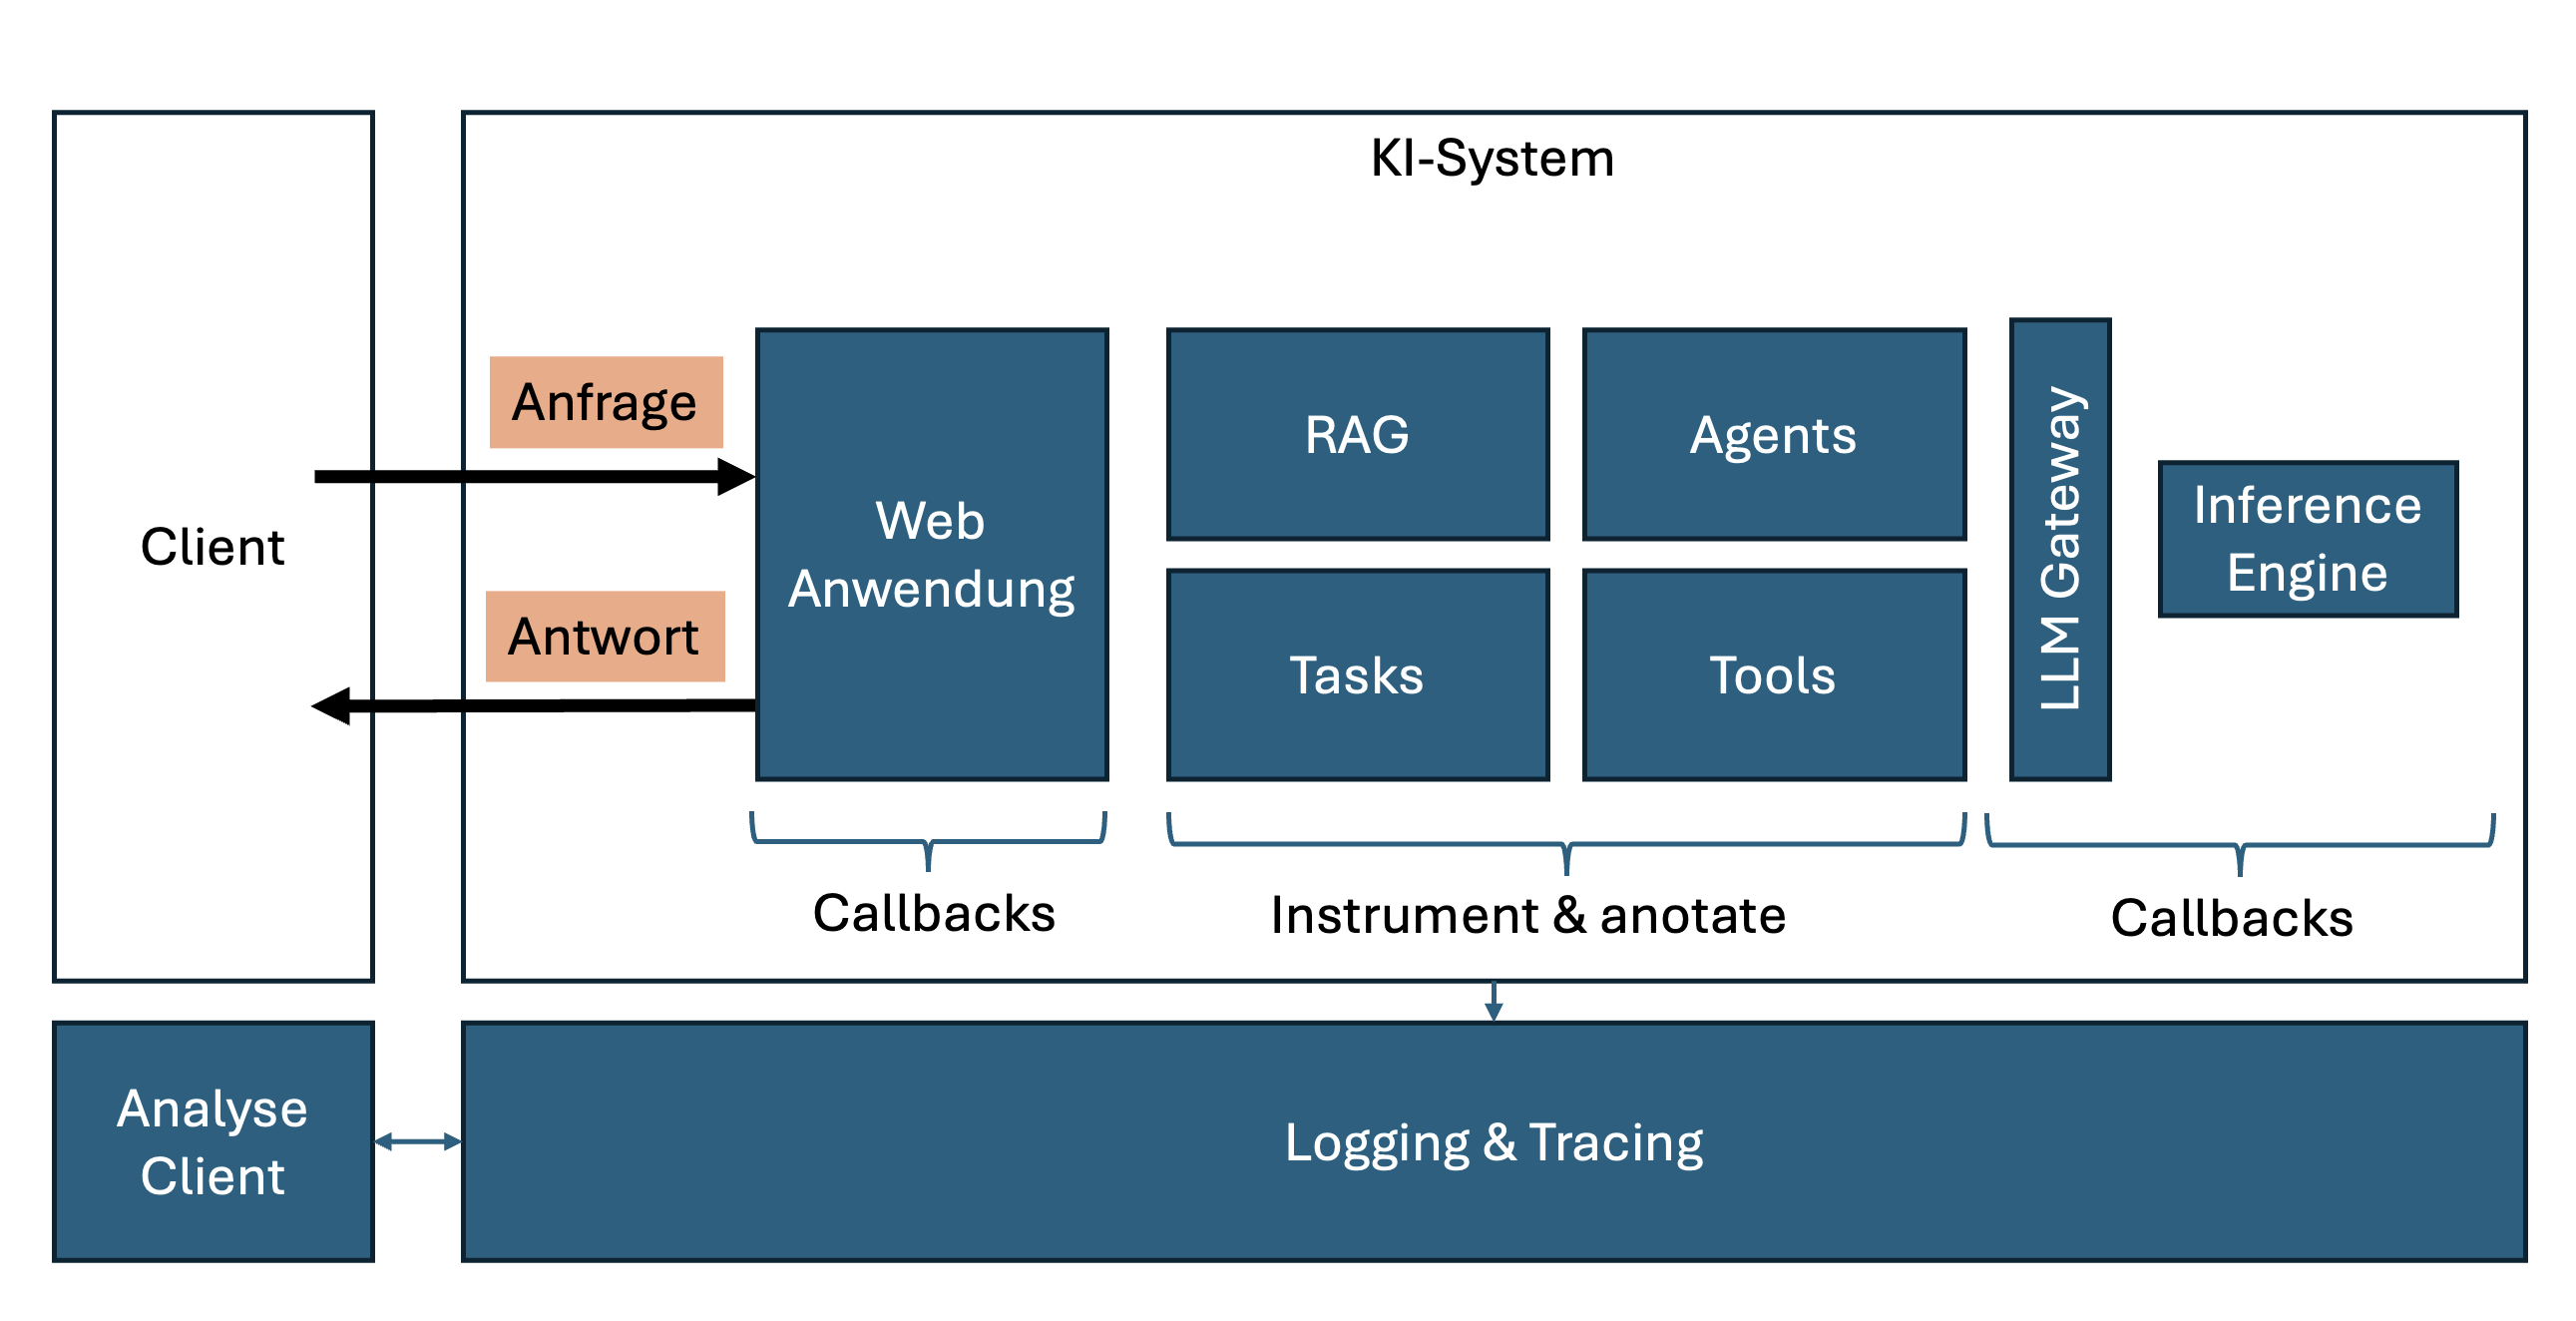 KI-System
Client
Anfrage
Antwort
Web
Anwendung
RAG
Agents
Tasks
Tools
LLM Gateway
Inference
Engine
Callbacks
Instrument & anotate
Callbacks
Analyse
Client
Logging & Tracing